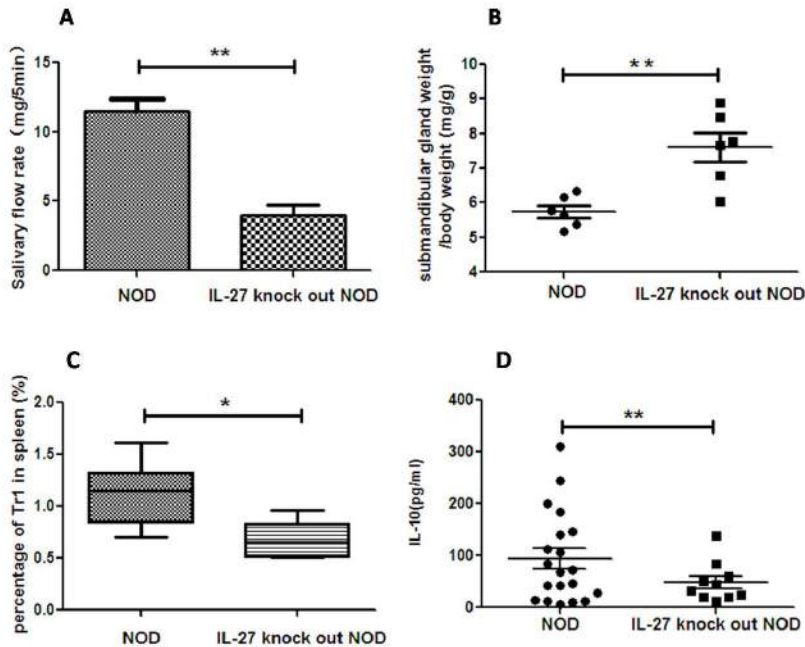 A
Salivary flow rate (mg/5min)
15
10
5
0
**
NOD
IL-27 knock out NOD
B
submandibular gland weight
/body weight (mg/g)
10
9
8
7
6
5
4
**
NOD
IL-27 knock out NOD
C
percentage of Tr1 in spleen (%)
2.0
1.5
1.0
0.5
0.0
*
NOD
IL-27 knock out NOD
D
IL-10(pg/ml)
400
300
200
100
0
**
NOD
IL-27 knock out NOD